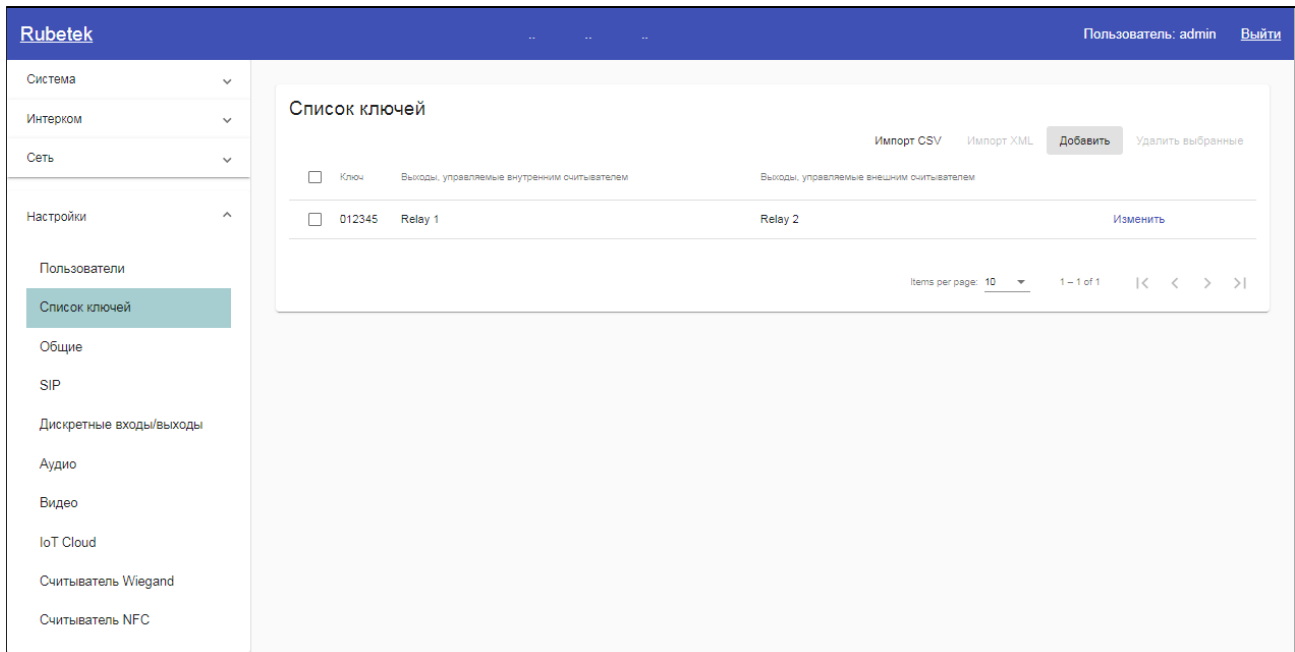 Rubetek .. .. .. Пользователь: admin Выйти
Система
Интерком
Сеть
Настройки
Пользователи
Список ключей
Общие
SIP
Дискретные входы/выходы
Аудио
Видео
IoT Cloud
Считыватель Wiegand
Считыватель NFC
Список ключей
Импорт CSV Импорт XML Добавить Удалить выбранные
Ключ Выходы, управляемые внутренним считывателем Выходы, управляемые внешним считывателем
012345 Relay 1 Relay 2 Изменить
Items per page: 10 1 – 1 of 1